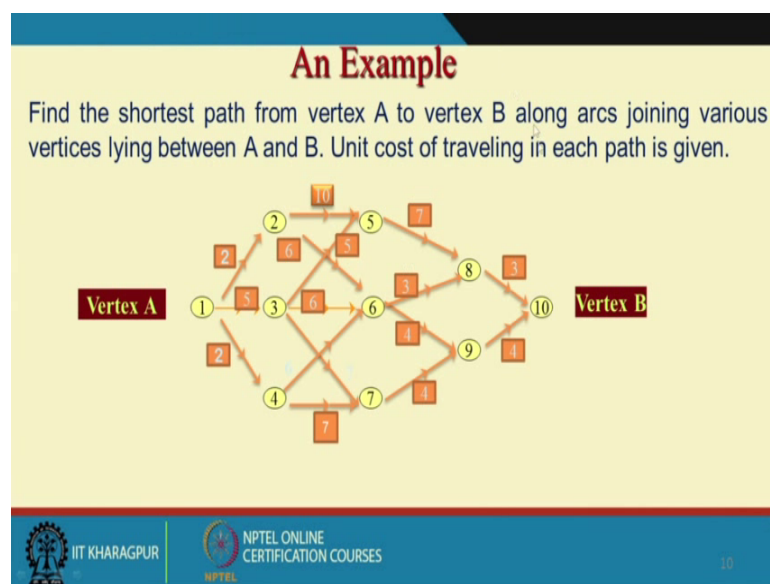 An Example
Find the shortest path from vertex A to vertex B along arcs joining various
vertices lying between A and B. Unit cost of traveling in each path is given.
10
2
5
7
2
6
5
8
3
3
Vertex A
1
5
3
6
6
10
Vertex B
4
2
9
4
4
7
4
7
IIT KHARAGPUR
NPTEL
NPTEL ONLINE
CERTIFICATION COURSES
10